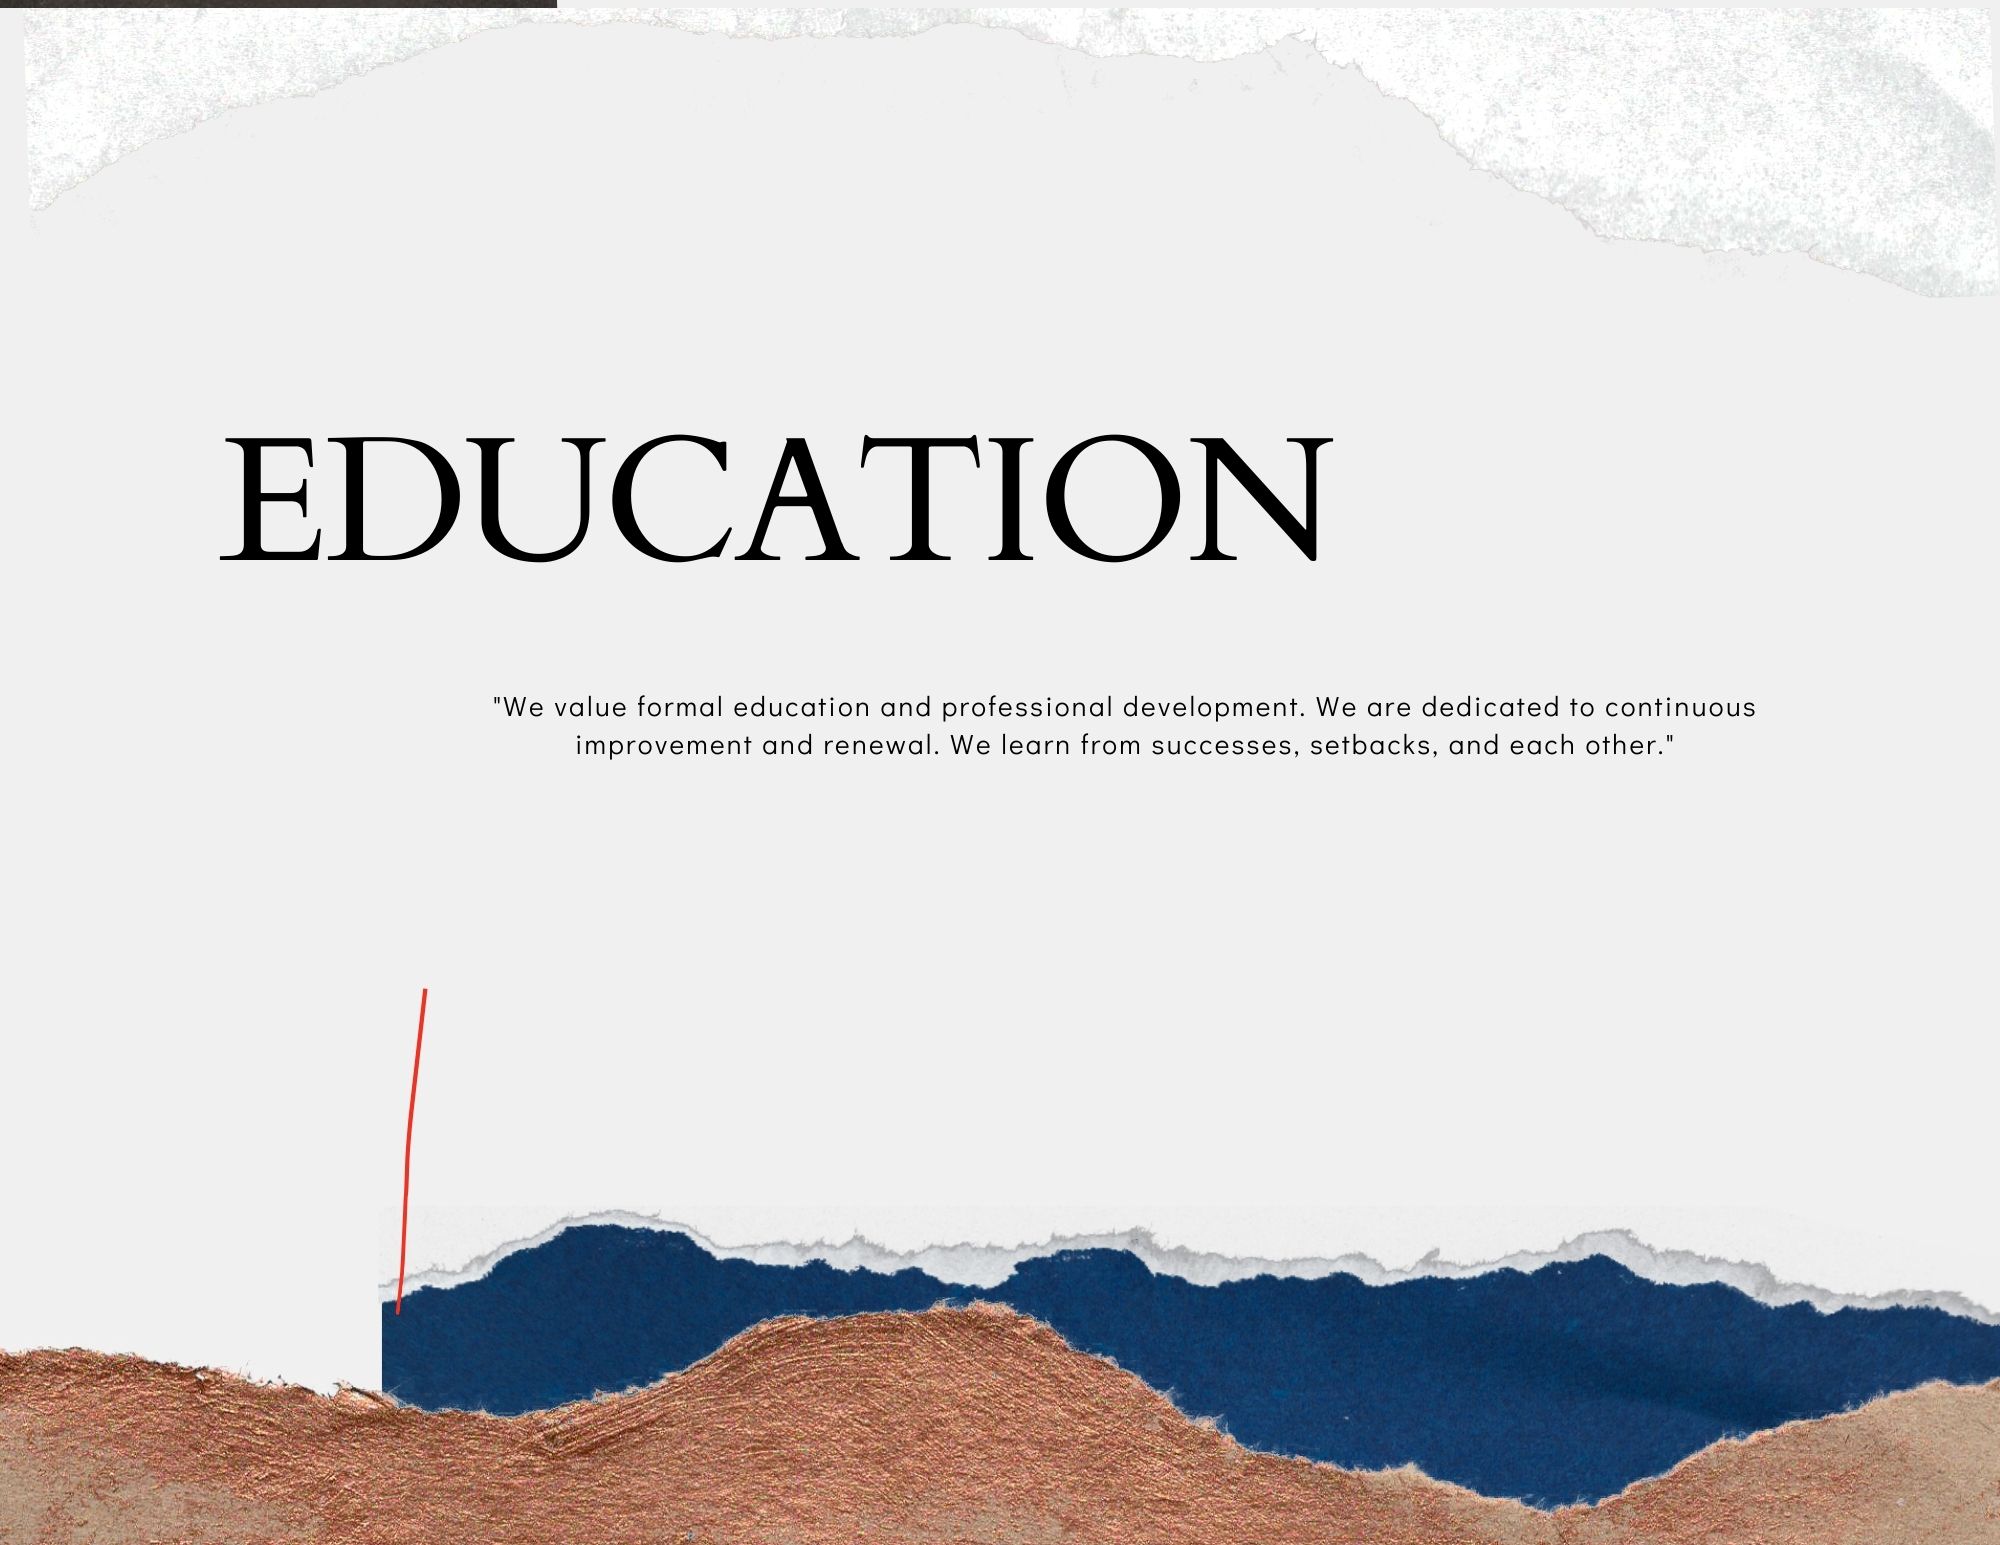 EDUCATION
"We value formal education and professional development. We are dedicated to continuous
improvement and renewal. We learn from successes, setbacks, and each other."